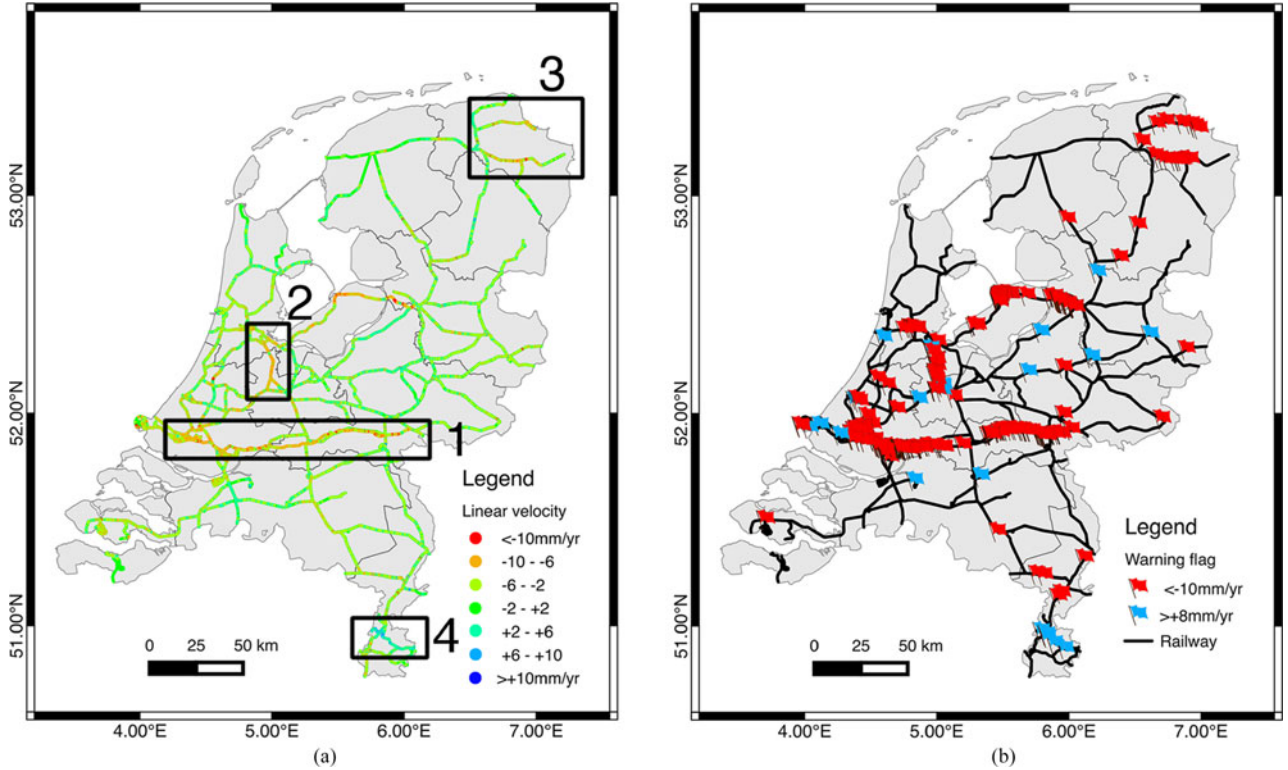 3
2
1
4
53.00°N
52.00°N
51.00°N
Legend
Linear velocity
<-10mm/yr
-10 - -6
-6 - -2
-2 - +2
+2 - +6
+6 - +10
>+10mm/yr
0 25 50 km
4.00°E 5.00°E 6.00°E 7.00°E
(a)
53.00°N
52.00°N
51.00°N
Legend
Warning flag
<-10mm/yr
>+8mm/yr
Railway
0 25 50 km
4.00°E 5.00°E 6.00°E 7.00°E
(b)